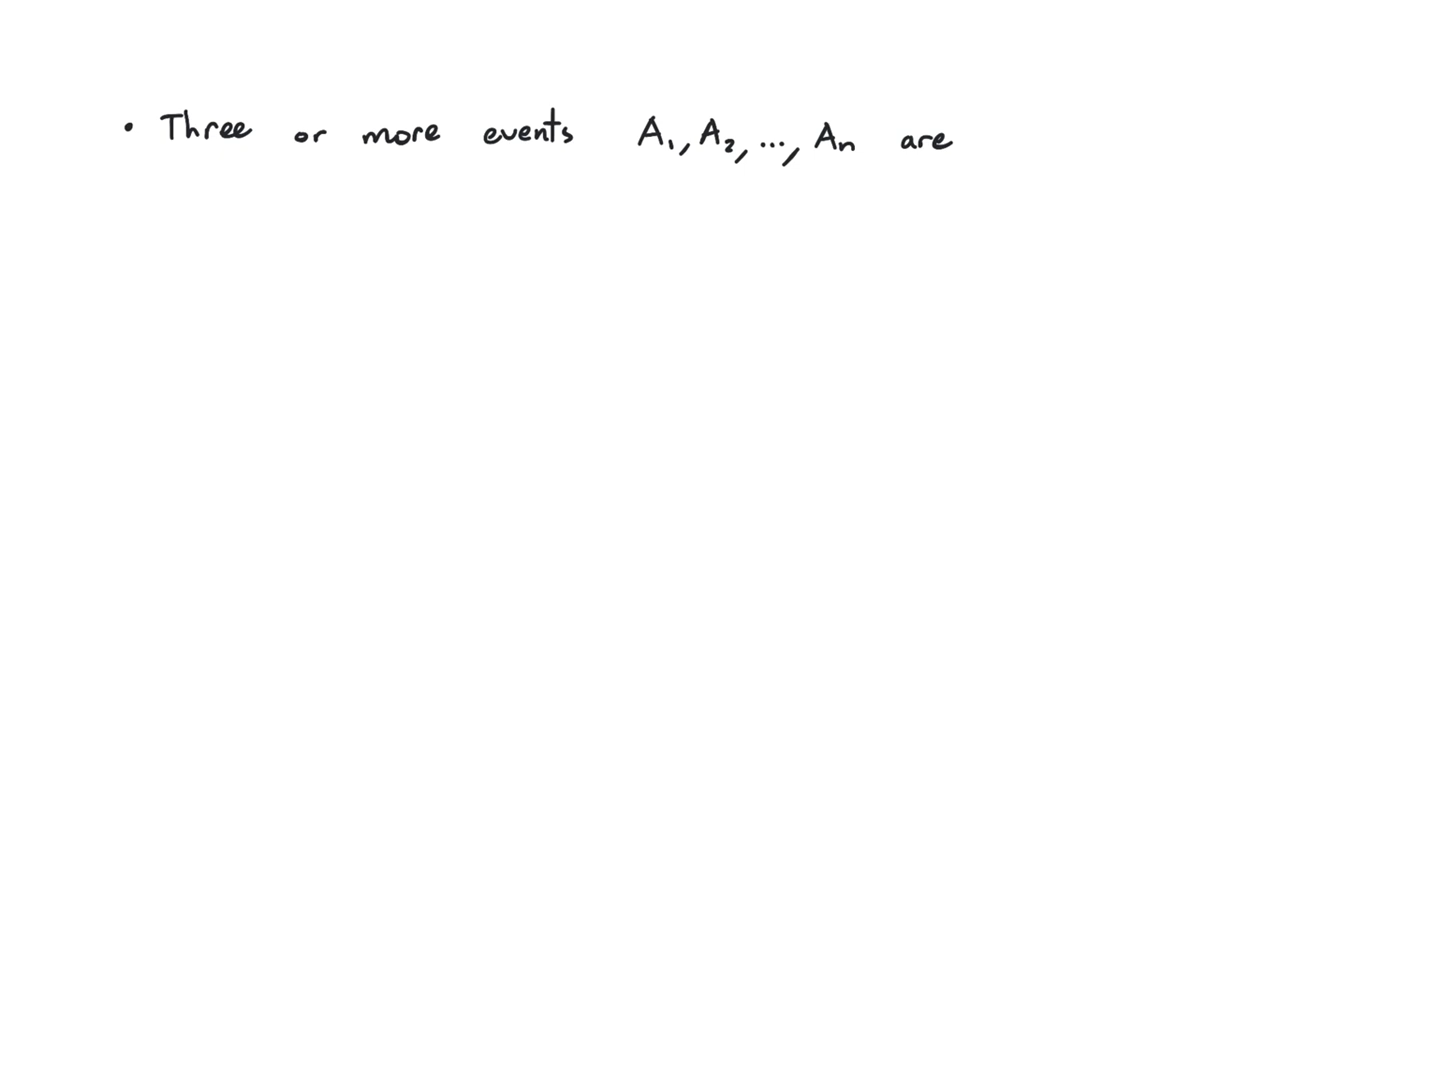 • Three or more events A₁, A₂, ..., Aₙ are